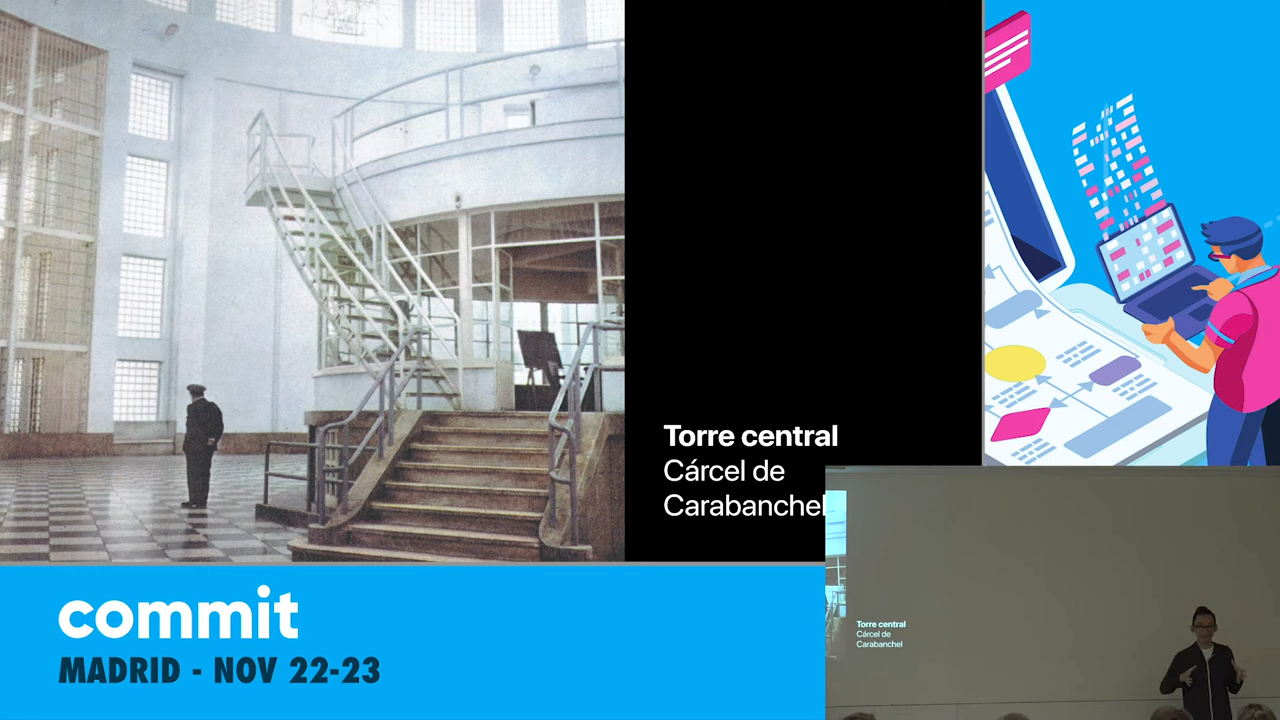 Torre central
Cárcel de
Carabanchel
commit
MADRID - NOV 22-23
Torre central
Cárcel de
Carabanchel